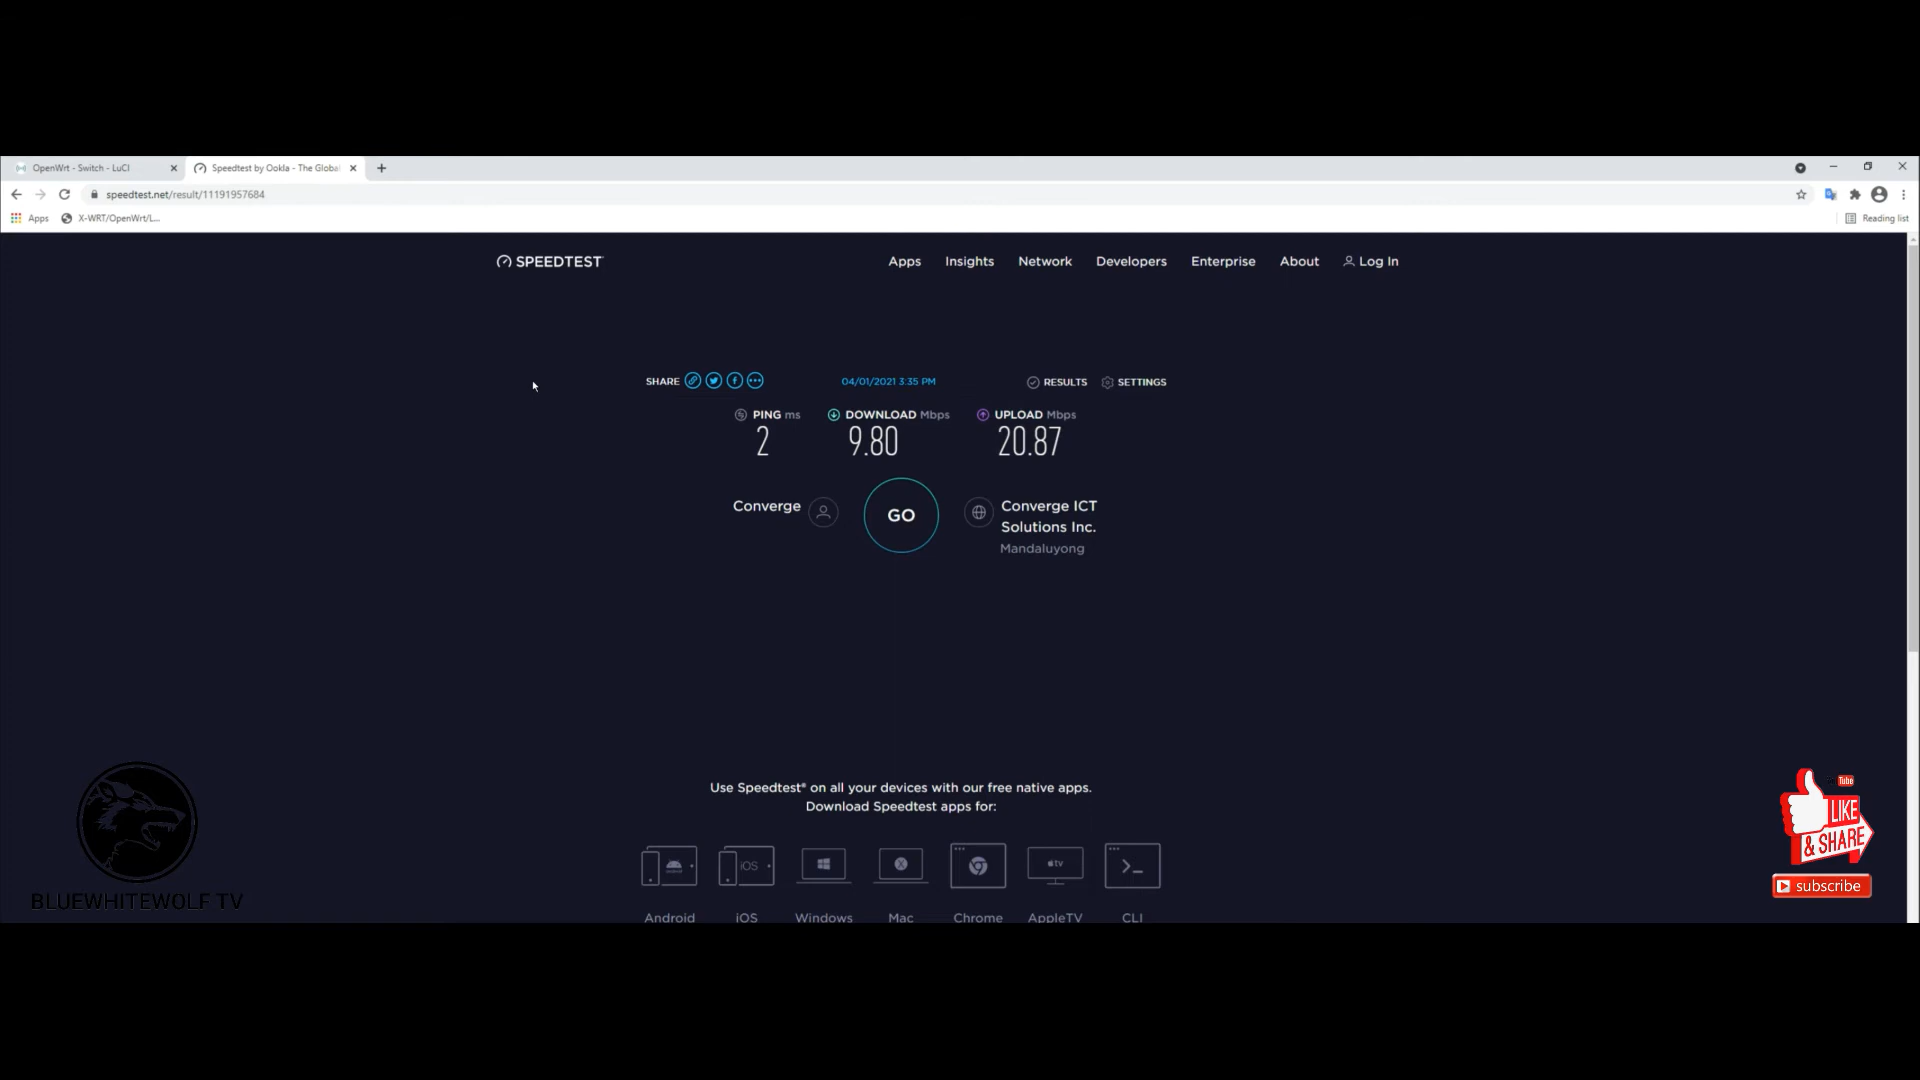 OpenWrt - Switch - LuCI
Speedtest by Ookla - The Global
speedtest.net/result/11191957684
Apps
X-WRT/OpenWrt/L...
Reading list
SPEEDTEST
Apps
Insights
Network
Developers
Enterprise
About
Log In
SHARE
04/01/2021 3:35 PM
RESULTS
SETTINGS
PING ms
DOWNLOAD Mbps
UPLOAD Mbps
2
9.80
20.87
Converge
GO
Converge ICT
Solutions Inc.
Mandaluyong
Use Speedtest® on all your devices with our free native apps.
Download Speedtest apps for:
android
iOS
tv
Android
iOS
Windows
Mac
Chrome
AppleTV
CLI
BLUEWHITEWOLF TV
Tube
LIKE
& SHARE
subscribe